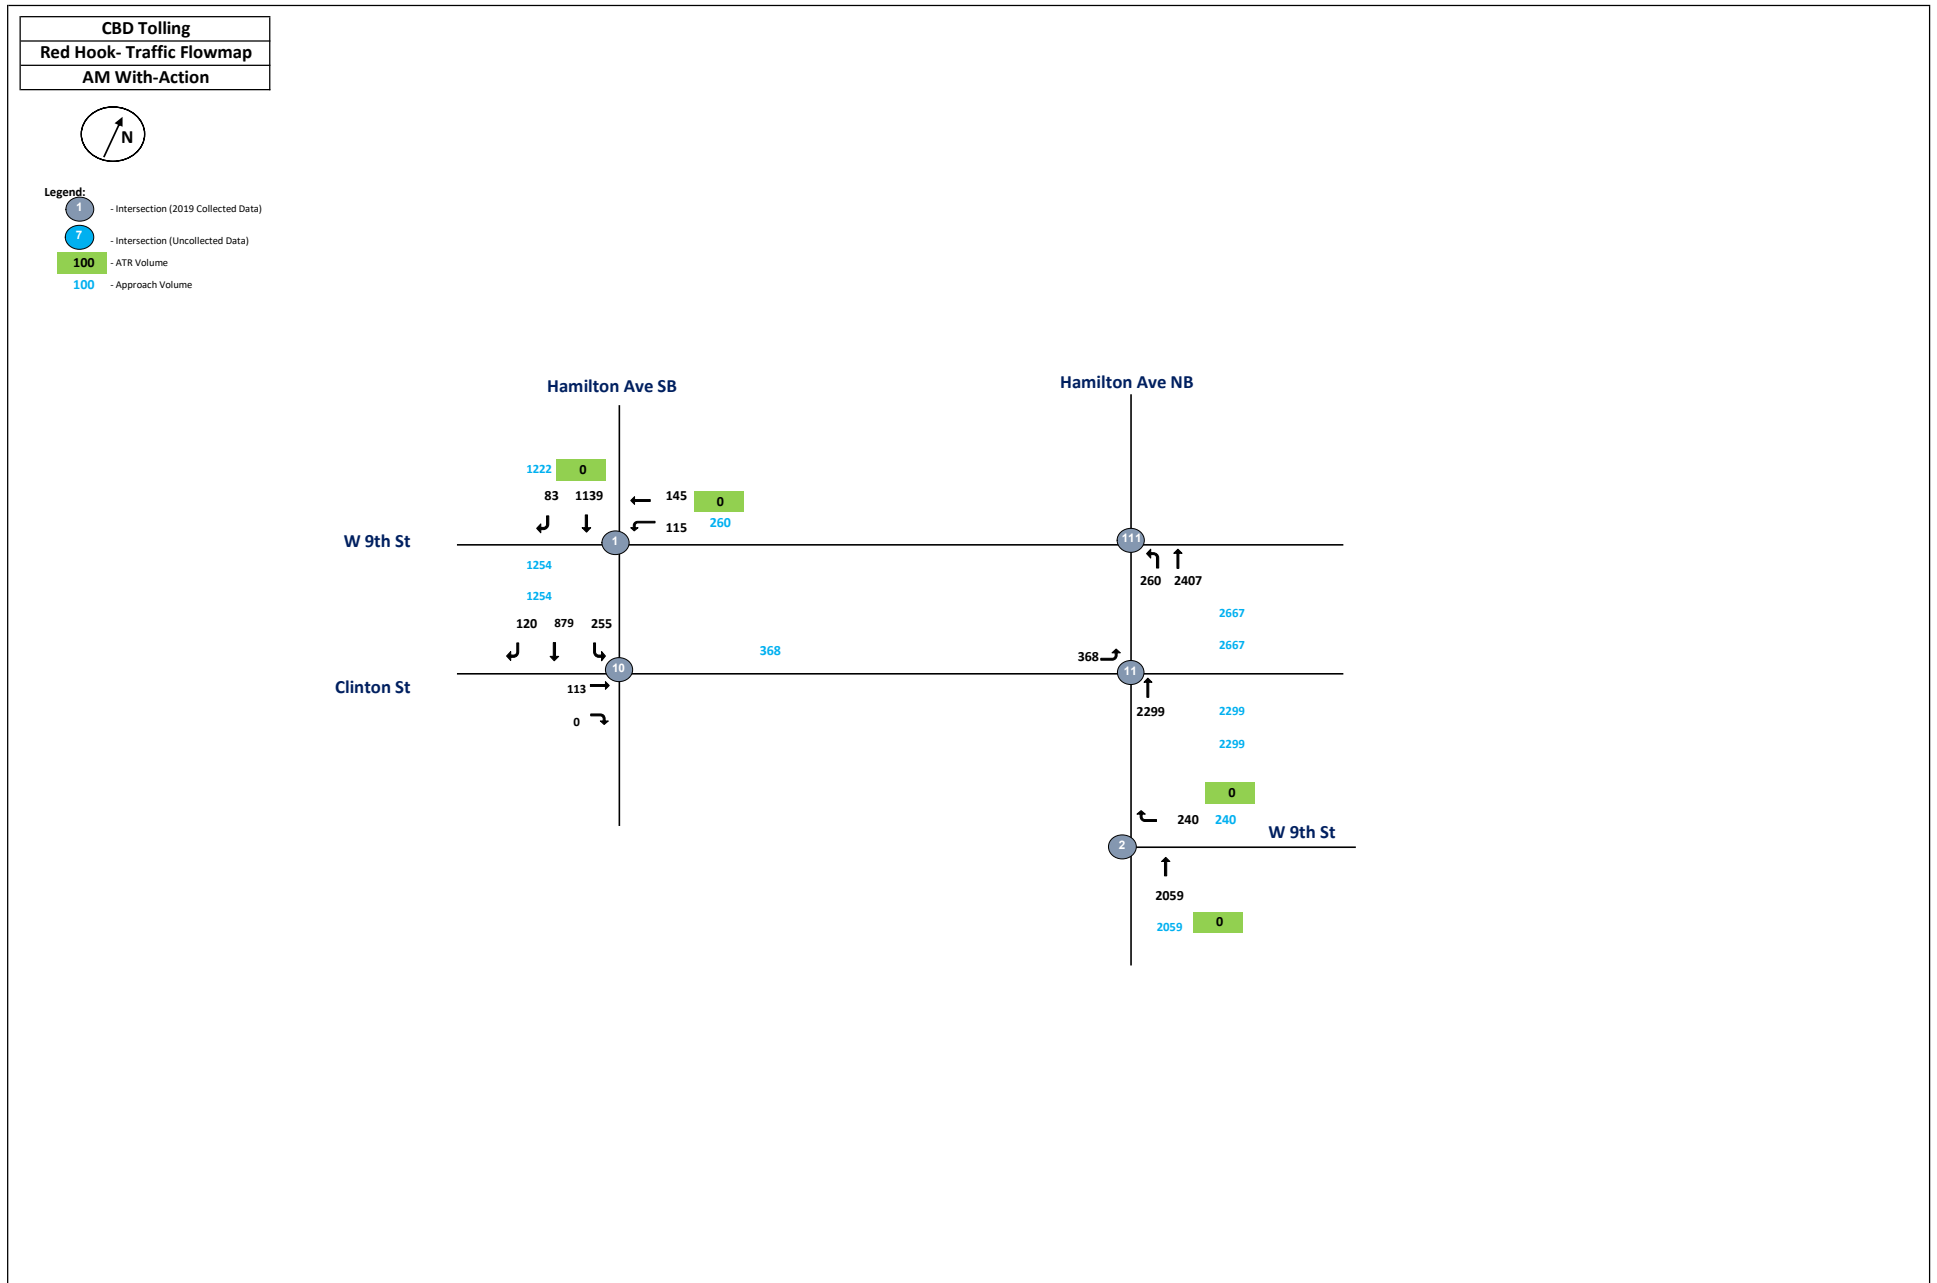 CBD Tolling
Red Hook- Traffic Flowmap
AM With-Action
N
Legend:
1 - Intersection (2019 Collected Data)
7 - Intersection (Uncollected Data)
100 - ATR Volume
100 - Approach Volume
Hamilton Ave SB
Hamilton Ave NB
1222 0
83 1139
145 0
115 260
W 9th St
1
111
260 2407
1254
1254
2667
2667
120 879 255
368
368
10
11
Clinton St
113
0
2299
2299
2299
0
240 240
W 9th St
2
2059
2059 0